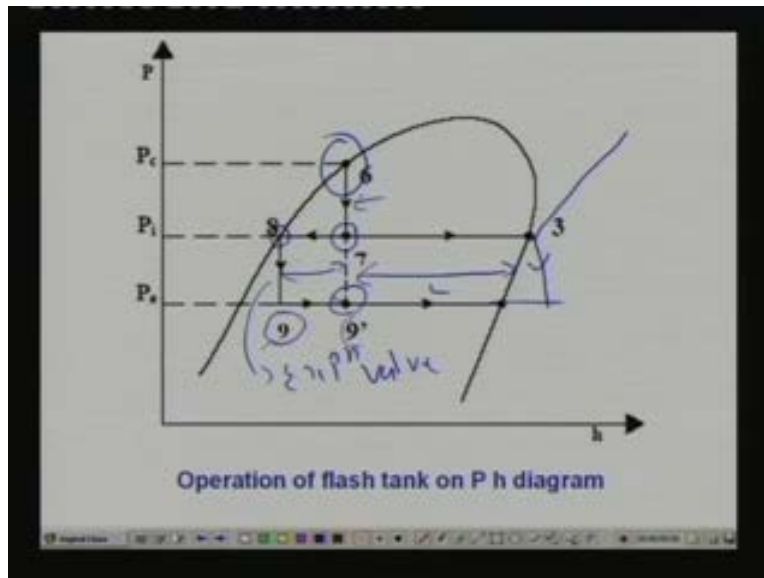 P
Pc
6
Pi
8
7
3
Pe
9
9'
valve
h
Operation of flash tank on P h diagram